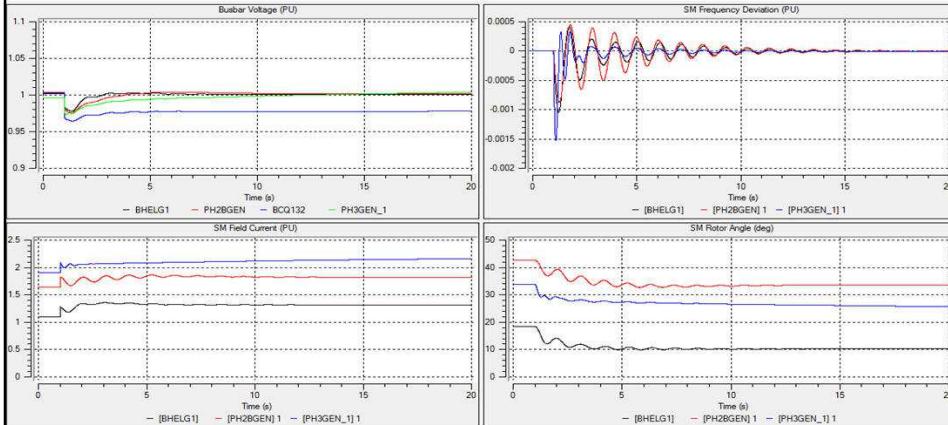 Busbar Voltage (PU)
1.1
1.05
1
0.95
0.9
0 5 10 15 20
Time (s)
BHELG1 PH2BGEN BCQ132 PH3GEN_1
SM Frequency Deviation (PU)
0.0005
0
-0.0005
-0.001
-0.0015
-0.002
0 5 10 15 20
Time (s)
[BHELG1] [PH2BGEN] 1 [PH3GEN_1] 1
SM Field Current (PU)
2.5
2
1.5
1
0.5
0
0 5 10 15 20
Time (s)
[BHELG1] [PH2BGEN] 1 [PH3GEN_1] 1
SM Rotor Angle (deg)
50
40
30
20
10
0
0 5 10 15 20
Time (s)
[BHELG1] [PH2BGEN] 1 [PH3GEN_1] 1